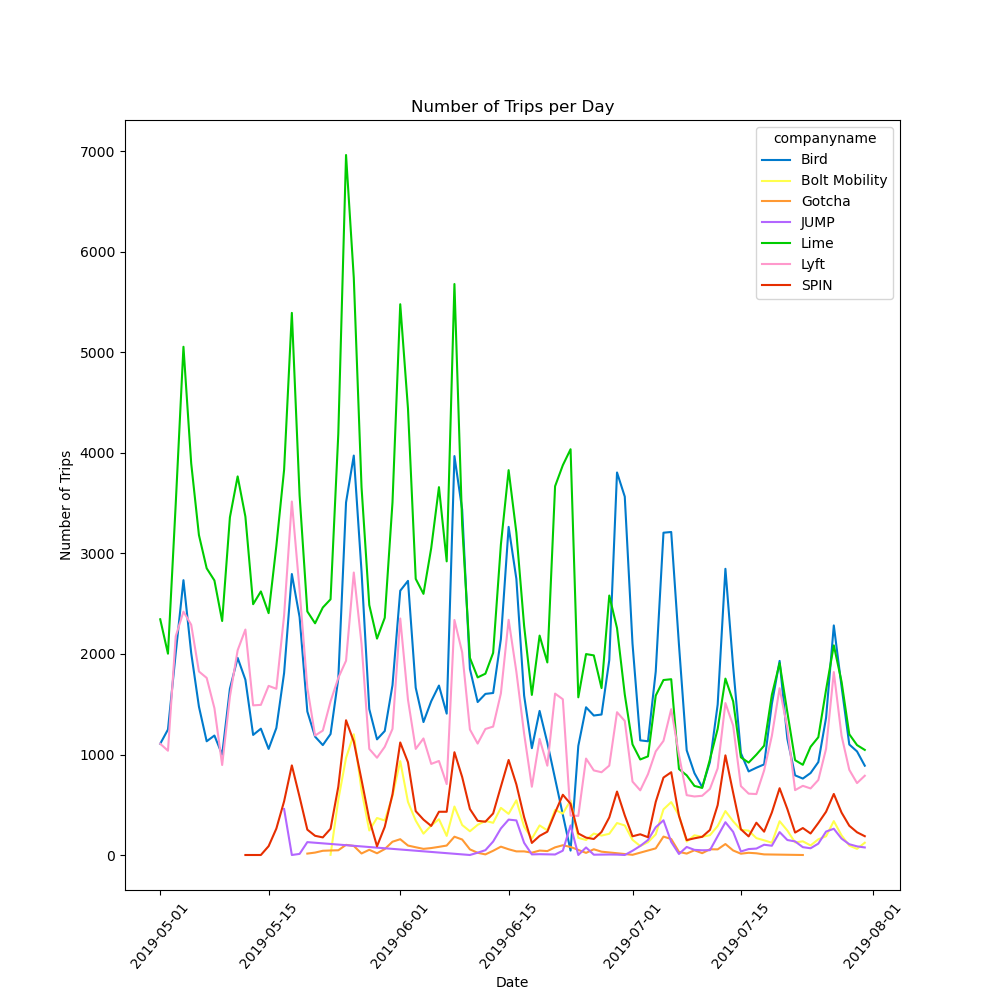 Number of Trips per Day
companyname
Bird
Bolt Mobility
Gotcha
JUMP
Lime
Lyft
SPIN
Number of Trips
7000
6000
5000
4000
3000
2000
1000
0
2019-05-01
2019-05-15
2019-06-01
2019-06-15
2019-07-01
2019-07-15
2019-08-01
Date